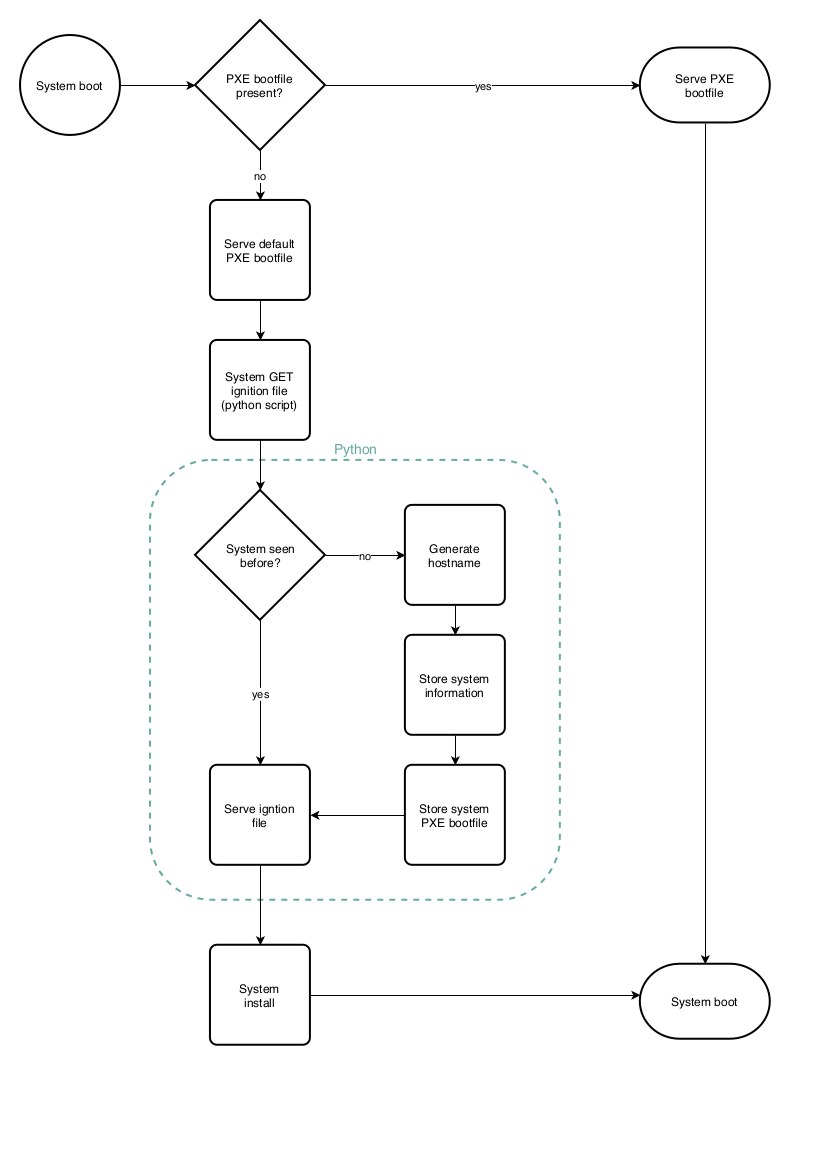 System boot
PXE bootfile
present?
yes
Serve PXE
bootfile
no
Serve default
PXE bootfile
System GET
ignition file
(python script)
Python
System seen
before?
no
Generate
hostname
Store system
information
yes
Serve igntion
file
Store system
PXE bootfile
System
install
System boot